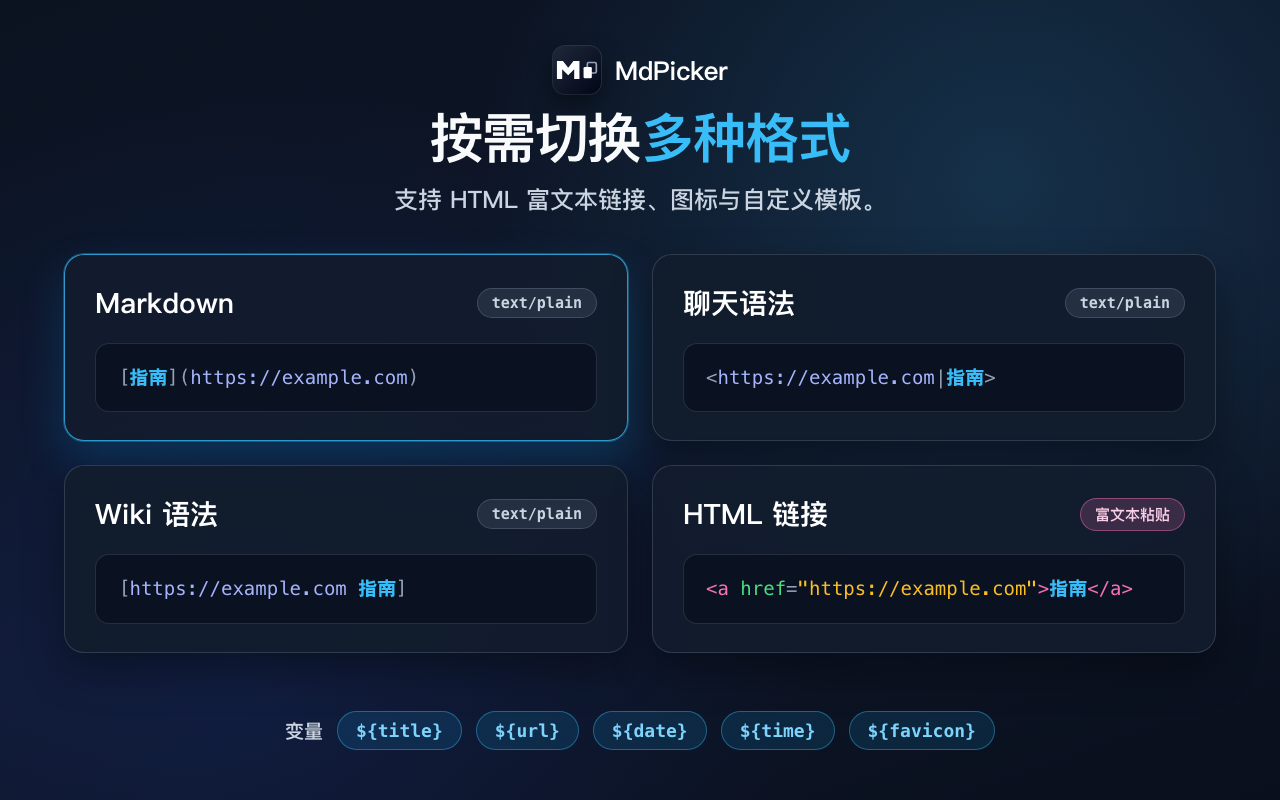 MdPicker
按需切换多种格式
支持 HTML 富文本链接、图标与自定义模板。
Markdown
text/plain
[指南](https://example.com)
聊天语法
text/plain
<https://example.com|指南>
Wiki 语法
text/plain
[https://example.com 指南]
HTML 链接
富文本粘贴
<a href="https://example.com">指南</a>
变量 ${title} ${url} ${date} ${time} ${favicon}